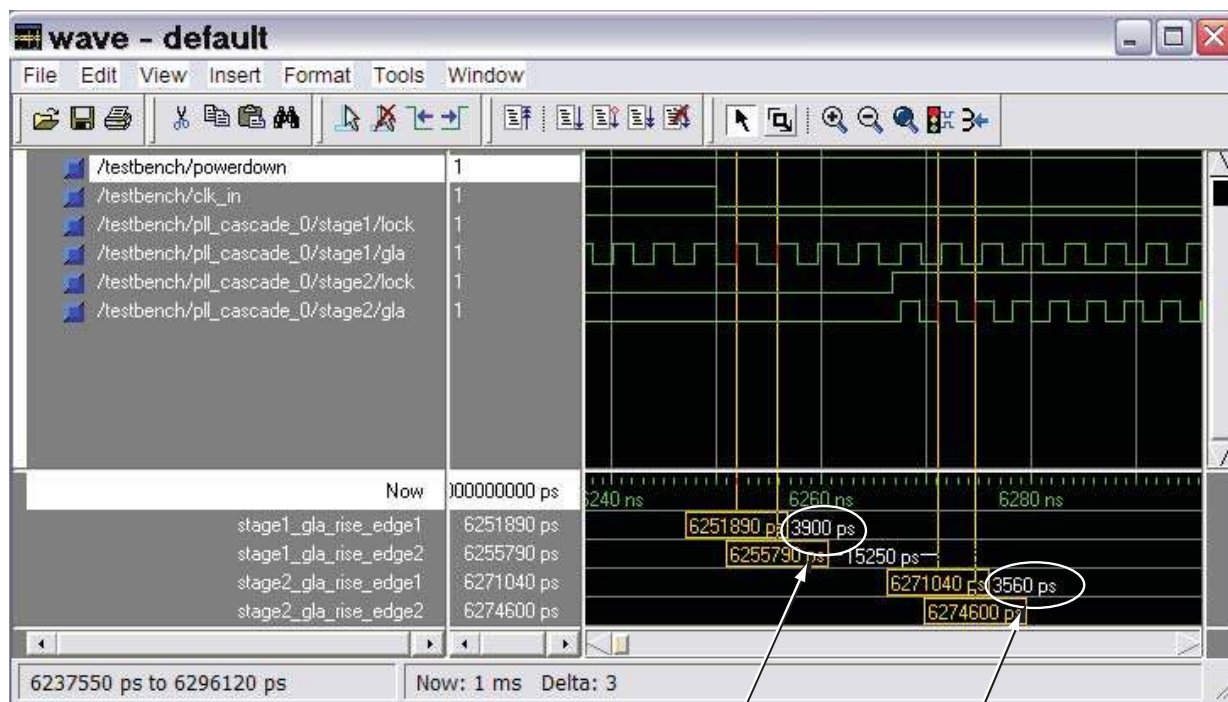 wave - default
File Edit View Insert Format Tools Window
/testbench/powerdown 1
/testbench/clk_in 1
/testbench/pll_cascade_0/stage1/lock 1
/testbench/pll_cascade_0/stage1/gla 1
/testbench/pll_cascade_0/stage2/lock 1
/testbench/pll_cascade_0/stage2/gla 1
Now 000000000 ps 6240 ns 6260 ns 6280 ns
stage1_gla_rise_edge1 6251890 ps 6251890 ps 3900 ps
stage1_gla_rise_edge2 6255790 ps 6255790 ps 15250 ps
stage2_gla_rise_edge1 6271040 ps 6271040 ps 3560 ps
stage2_gla_rise_edge2 6274600 ps 6274600 ps
6237550 ps to 6296120 ps Now: 1 ms Delta: 3